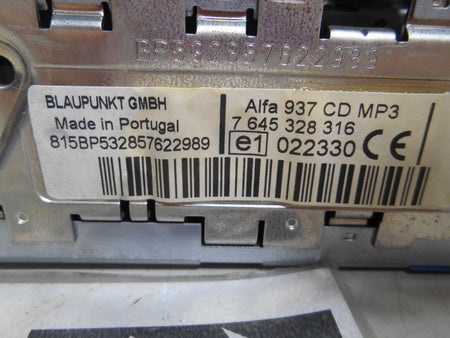 BP532857622989
BLAUPUNKT GMBH
Made in Portugal
815BP532857622989
Alfa 937 CD MP3
7 645 328 316
e1 022330 CE